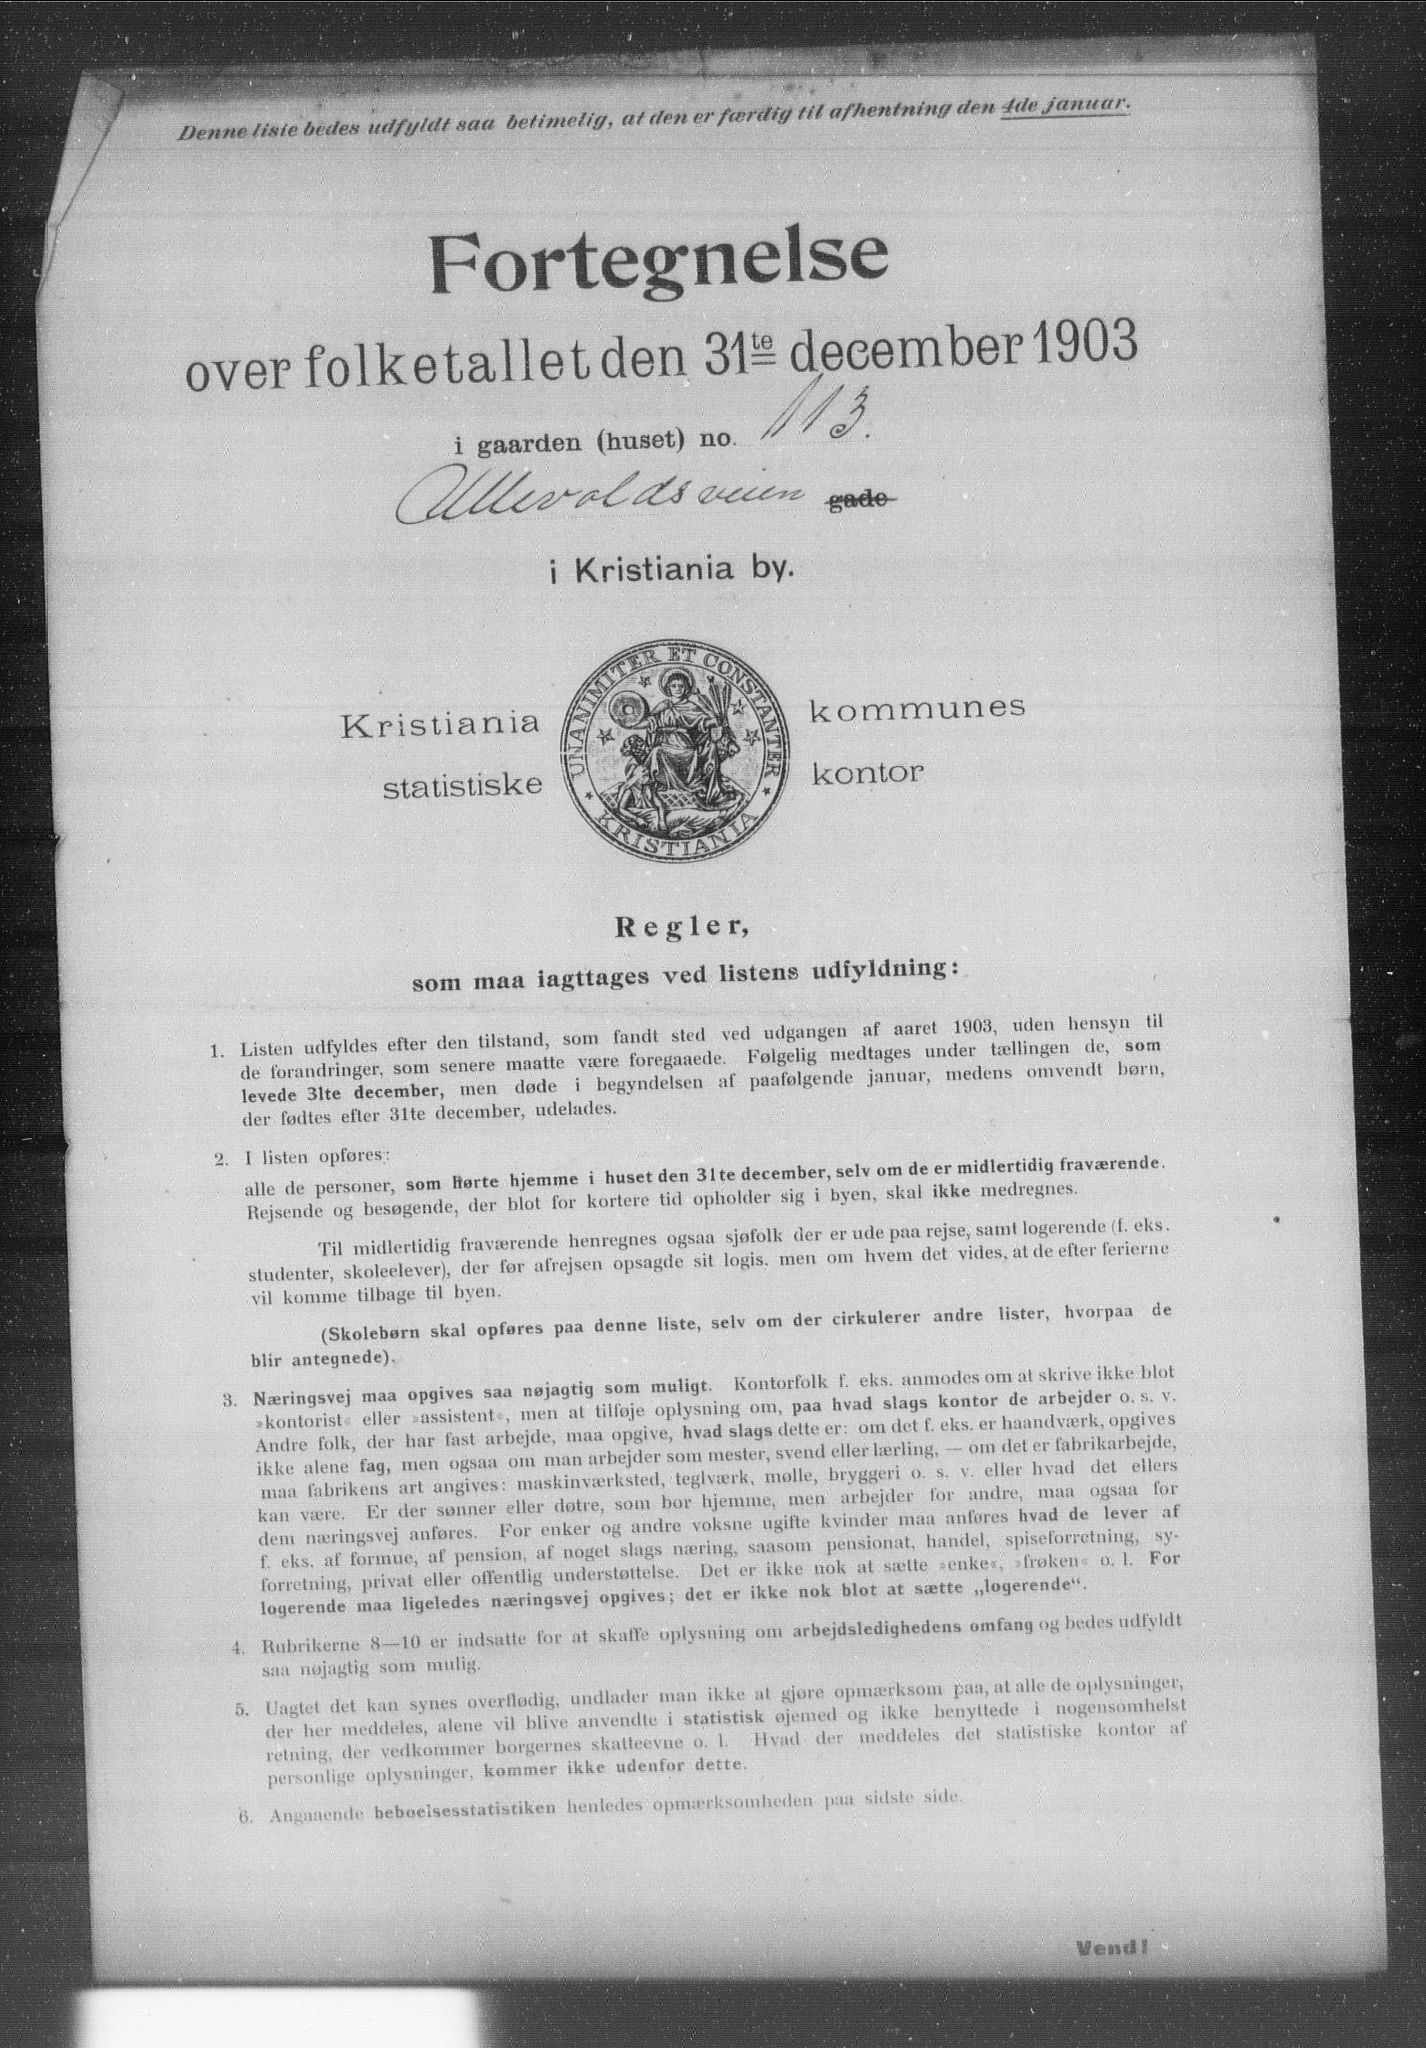 Denne liste bedes udfyldt saa betimelig, at den er færdig til afhentning den 4de januar.
Fortegnelse
over folketallet den 31te december 1903
i gaarden (huset) no. 113.
Ullevoldsveien gade
i Kristiania by.
Kristiania kommunes
statistiske kontor
UNANIMITER ET CONSTANTER
KRISTIANIA
Regler,
som maa iagttages ved listens udfyldning:
1. Listen udfyldes efter den tilstand, som fandt sted ved udgangen af aaret 1903, uden hensyn til
de forandringer, som senere maatte være foregaaede. Følgelig medtages under tællingen de, som
levede 31te december, men døde i begyndelsen af paafølgende januar, medens omvendt børn,
der fødtes efter 31te december, udelades.
2. I listen opføres:
alle de personer, som hørte hjemme i huset den 31te december, selv om de er midlertidig fraværende.
Rejsende og besøgende, der blot for kortere tid opholder sig i byen, skal ikke medregnes.
Til midlertidig fraværende henregnes ogsaa sjøfolk der er ude paa rejse, samt logerende (f. eks.
studenter, skoleelever), der før afrejsen opsagde sit logis, men om hvem det vides, at de efter ferierne
vil komme tilbage til byen.
(Skolebørn skal opføres paa denne liste, selv om der cirkulerer andre lister, hvorpaa de
blir antegnede).
3. Næringsvej maa opgives saa nøjagtig som muligt. Kontorfolk f. eks. anmodes om at skrive ikke blot
»kontorist« eller »assistent«, men at tilføje oplysning om, paa hvad slags kontor de arbejder o. s. v.
Andre folk, der har fast arbejde, maa opgive, hvad slags dette er: om det f. eks. er haandværk, opgives
ikke alene fag, men ogsaa om man arbejder som mester, svend eller lærling, — om det er fabrikarbejde,
maa fabrikens art angives: maskinværksted, teglværk, mølle, bryggeri o. s. v. eller hvad det ellers
kan være. Er der sønner eller døtre, som bor hjemme, men arbejder for andre, maa ogsaa for
dem næringsvej anføres. For enker og andre voksne ugifte kvinder maa anføres hvad de lever af
f. eks. af formue, af pension, af noget slags næring, saasom pensionat, handel, spiseforretning, sy-
forretning, privat eller offentlig understøttelse. Det er ikke nok at sætte »enke«, »frøken« o. l. For
logerende maa ligeledes næringsvej opgives; det er ikke nok blot at sætte „logerende“.
4. Rubrikerne 8—10 er indsatte for at skaffe oplysning om arbejdsledighedens omfang og bedes udfyldt
saa nøjagtig som mulig.
5. Uagtet det kan synes overflødig, undlader man ikke at gjøre opmærksom paa, at alle de oplysninger,
der her meddeles, alene vil blive anvendte i statistisk øjemed og ikke benyttede i nogensomhelst
retning, der vedkommer borgernes skatteevne o. l. Hvad der meddeles det statistiske kontor af
personlige oplysninger, kommer ikke udenfor dette.
6. Angaaende beboelsesstatistiken henledes opmærksomheden paa sidste side.
Vend!